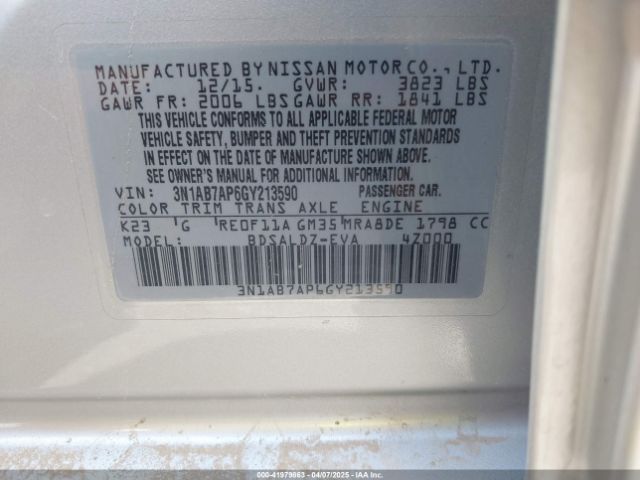 MANUFACTURED BY NISSAN MOTOR CO., LTD.
DATE: 12/15. GVWR: 3823 LBS
GAWR FR: 2006 LBS GAWR RR: 1841 LBS
THIS VEHICLE CONFORMS TO ALL APPLICABLE FEDERAL MOTOR
VEHICLE SAFETY, BUMPER AND THEFT PREVENTION STANDARDS
IN EFFECT ON THE DATE OF MANUFACTURE SHOWN ABOVE.
SEE OWNER'S MANUAL FOR ADDITIONAL INFORMATION.
VIN: 3N1AB7AP6GY213590 PASSENGER CAR.
COLOR TRIM TRANS AXLE ENGINE
K23 G RE0F11A GM35 MRA8DE 1798 CC
MODEL: BDSALDZ-EVA 4Z000
3N1AB7AP6GY213590
000-41979863 04/07/2025 - COPYRIGHT IAA, LLC.